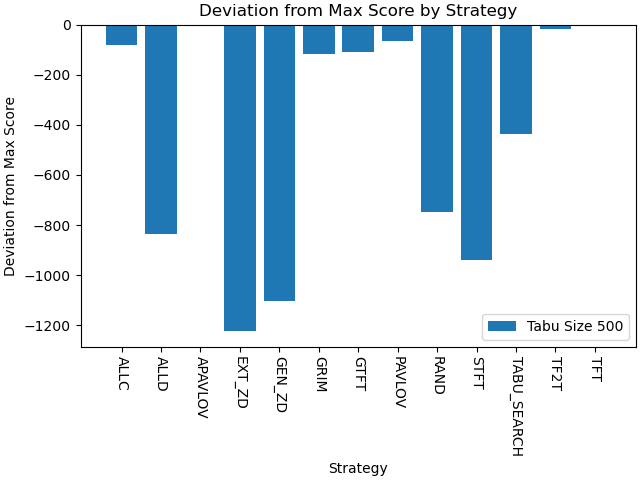 Deviation from Max Score by Strategy
Deviation from Max Score
0
−200
−400
−600
−800
−1000
−1200
Tabu Size 500
ALLC
ALLD
APAVLOV
EXT_ZD
GEN_ZD
GRIM
GTFT
PAVLOV
RAND
STFT
TABU_SEARCH
TF2T
TFT
Strategy